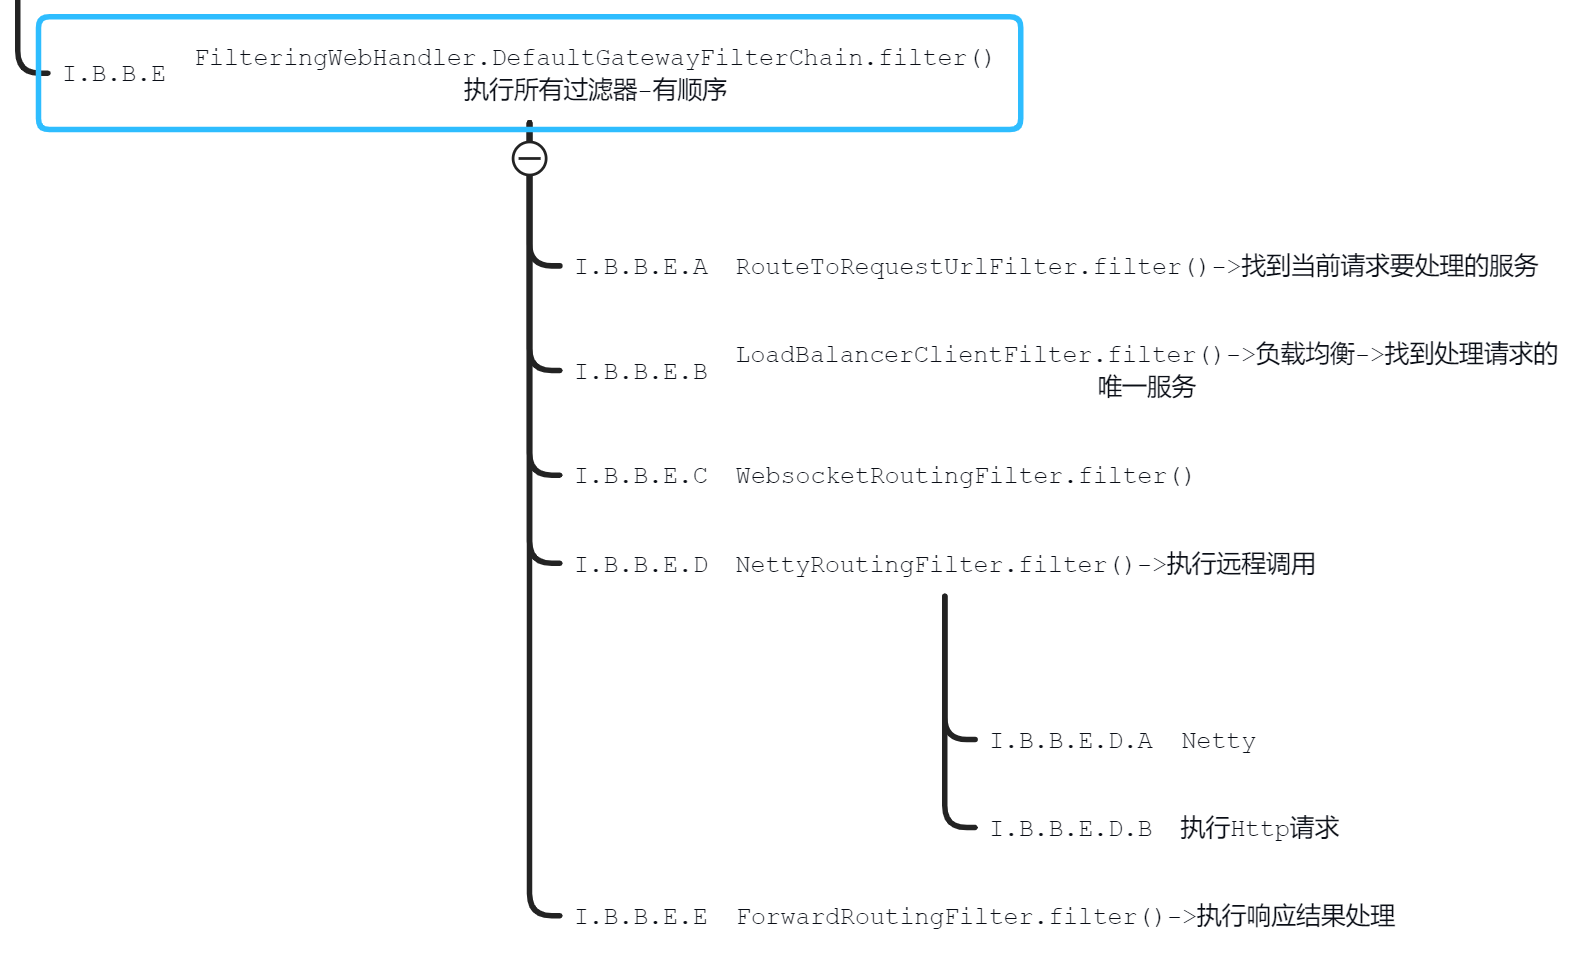 I.B.B.E
FilteringWebHandler.DefaultGatewayFilterChain.filter()
执行所有过滤器-有顺序
I.B.B.E.A RouteToRequestUrlFilter.filter()->找到当前请求要处理的服务
I.B.B.E.B
LoadBalancerClientFilter.filter()->负载均衡->找到处理请求的
唯一服务
I.B.B.E.C WebsocketRoutingFilter.filter()
I.B.B.E.D NettyRoutingFilter.filter()->执行远程调用
I.B.B.E.D.A Netty
I.B.B.E.D.B 执行Http请求
I.B.B.E.E ForwardRoutingFilter.filter()->执行响应结果处理